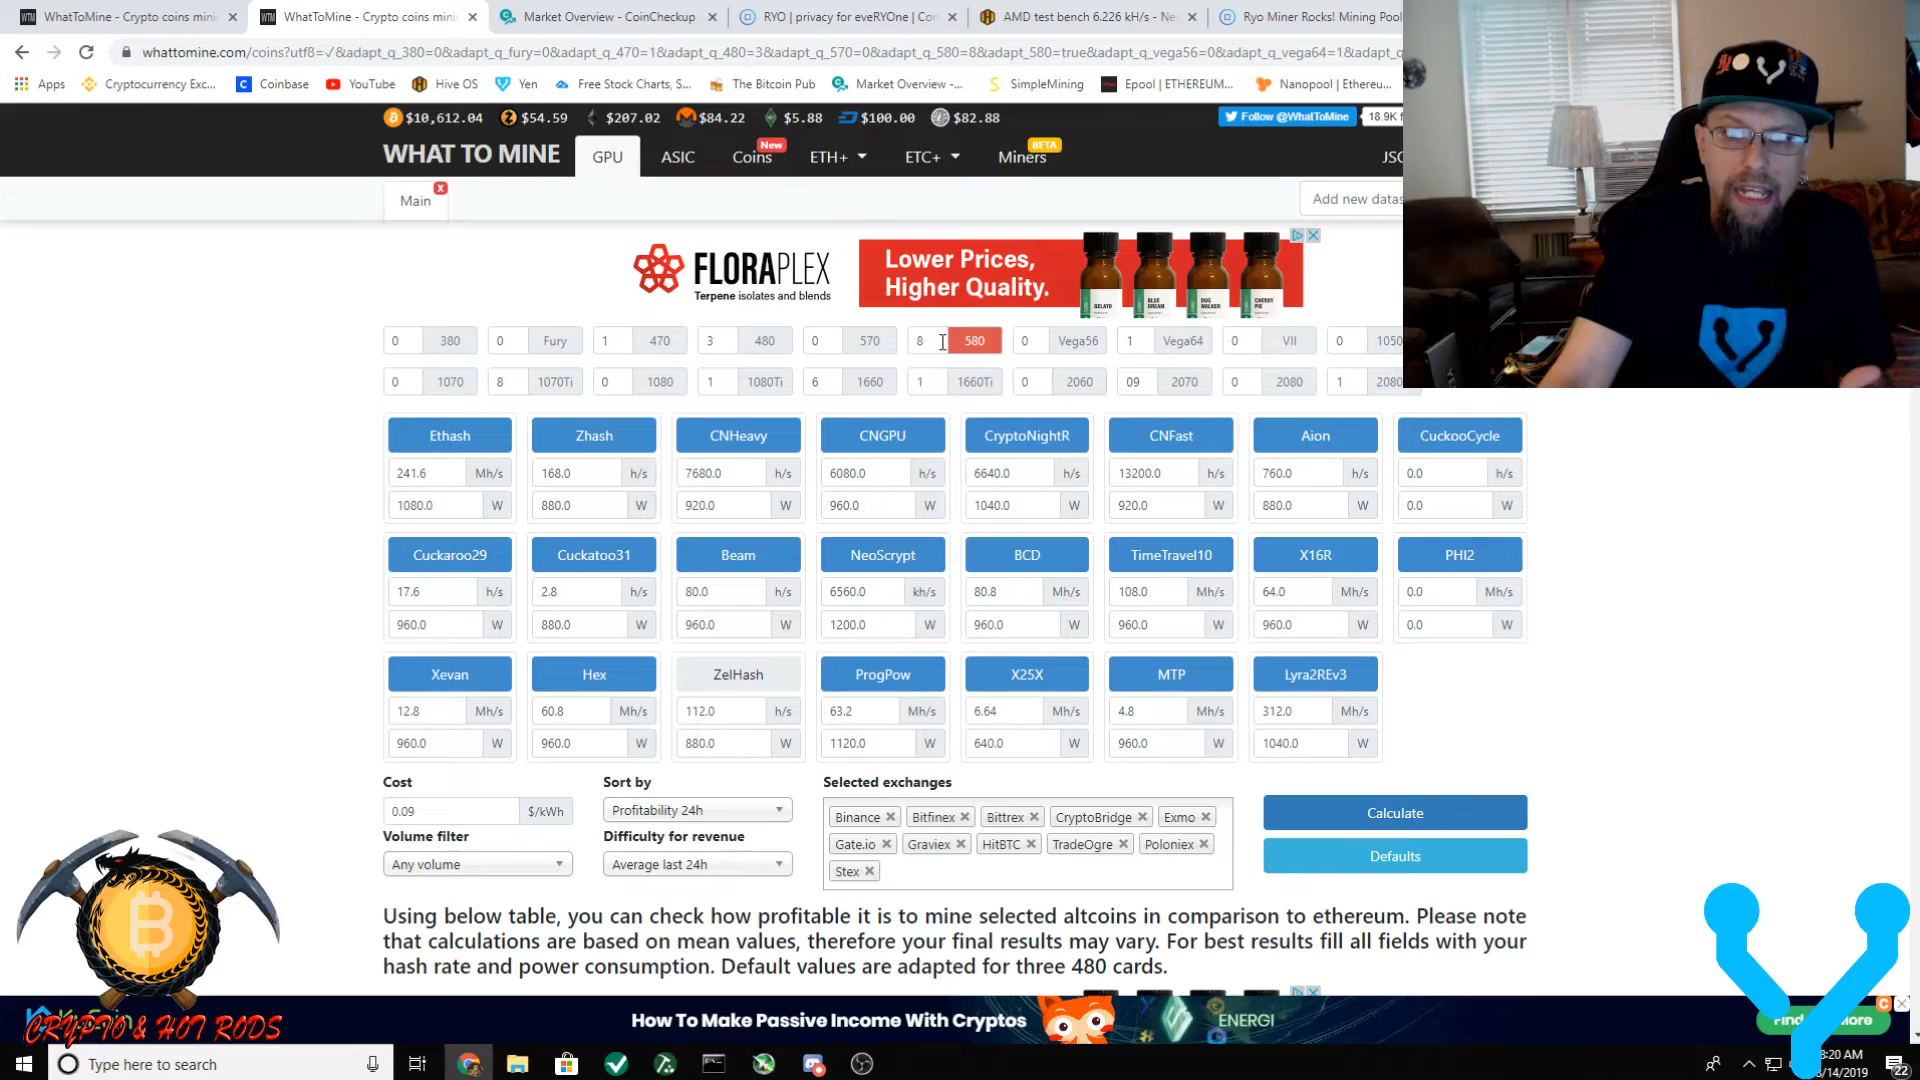 WhatToMine - Crypto coins mini
WhatToMine - Crypto coins mini
Market Overview - CoinCheckup
RYO | privacy for eveRYOne | Co
AMD test bench 6.226 kH/s - Ne
Ryo Miner Rocks! Mining Pool
whattomine.com/coins?utf8=✓&adapt_q_380=0&adapt_q_fury=0&adapt_q_470=1&adapt_q_480=3&adapt_q_570=0&adapt_q_580=8&adapt_580=true&adapt_q_vega56=0&adapt_q_vega64=1&adapt_q
Apps Cryptocurrency Exc... Coinbase YouTube Hive OS Yen Free Stock Charts, S... The Bitcoin Pub Market Overview -... SimpleMining Epool | ETHEREUM... Nanopool | Ethereu...
$10,612.04 $54.59 $207.02 $84.22 $5.88 $100.00 $82.88
Follow @WhatToMine 18.9K f
WHAT TO MINE GPU ASIC Coins New ETH+ ETC+ Miners BETA JSO
Main x
Add new datas
FLORAPLEX
Terpene isolates and blends
Lower Prices,
Higher Quality.
GELATO BLUE DREAM DOG WALKER CHERRY PIE
0 380 0 Fury 1 470 3 480 0 570 8 580 0 Vega56 1 Vega64 0 VII 0 1050
0 1070 8 1070Ti 0 1080 1 1080Ti 6 1660 1 1660Ti 0 2060 09 2070 0 2080 1 2080
Ethash Zhash CNHeavy CNGPU CryptoNightR CNFast Aion CuckooCycle
241.6 Mh/s 168.0 h/s 7680.0 h/s 6080.0 h/s 6640.0 h/s 13200.0 h/s 760.0 h/s 0.0 h/s
1080.0 W 880.0 W 920.0 W 960.0 W 1040.0 W 920.0 W 880.0 W 0.0 W
Cuckaroo29 Cuckatoo31 Beam NeoScrypt BCD TimeTravel10 X16R PHI2
17.6 h/s 2.8 h/s 80.0 h/s 6560.0 kh/s 80.8 Mh/s 108.0 Mh/s 64.0 Mh/s 0.0 Mh/s
960.0 W 880.0 W 960.0 W 1200.0 W 960.0 W 960.0 W 960.0 W 0.0 W
Xevan Hex ZelHash ProgPow X25X MTP Lyra2REv3
12.8 Mh/s 60.8 Mh/s 112.0 h/s 63.2 Mh/s 6.64 Mh/s 4.8 Mh/s 312.0 Mh/s
960.0 W 960.0 W 880.0 W 1120.0 W 640.0 W 960.0 W 1040.0 W
Cost Sort by Selected exchanges
0.09 $/kWh Profitability 24h
Volume filter Difficulty for revenue
Any volume Average last 24h
Binance Bitfinex Bittrex CryptoBridge Exmo
Gate.io Graviex HitBTC TradeOgre Poloniex
Stex
Calculate
Defaults
Using below table, you can check how profitable it is to mine selected altcoins in comparison to ethereum. Please note
that calculations are based on mean values, therefore your final results may vary. For best results fill all fields with your
hash rate and power consumption. Default values are adapted for three 480 cards.
How To Make Passive Income With Cryptos
ENERGI
CRYPTO & HOT RODS
Type here to search
8:20 AM
/14/2019
22